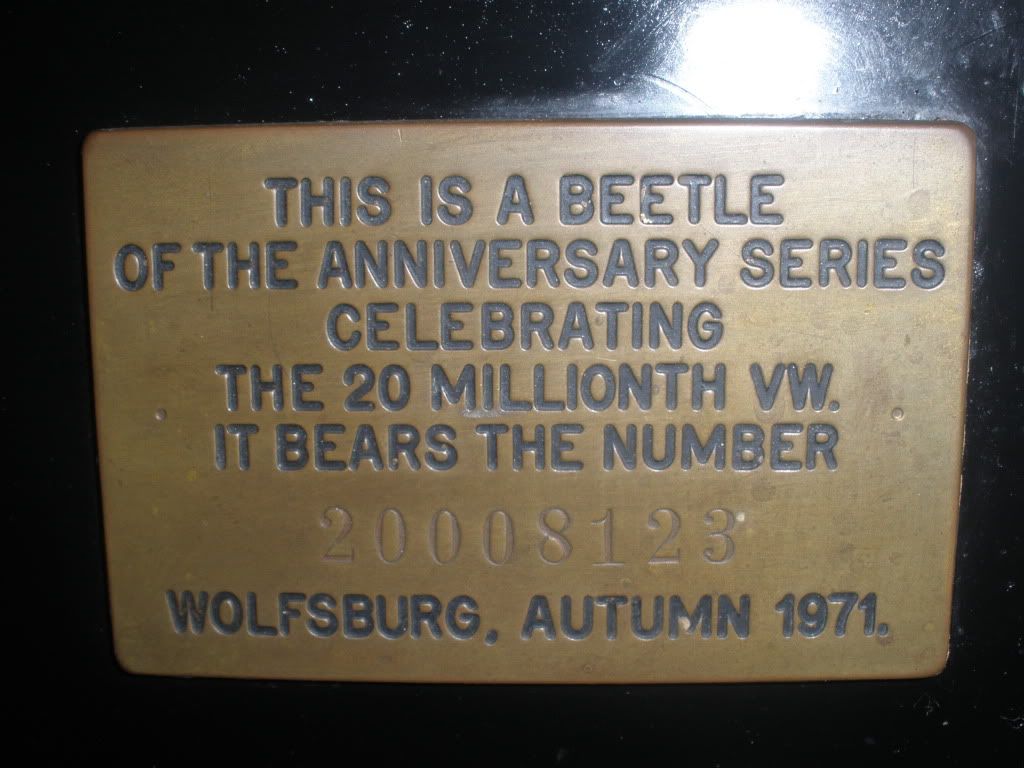 THIS IS A BEETLE
OF THE ANNIVERSARY SERIES
CELEBRATING
THE 20 MILLIONTH VW.
IT BEARS THE NUMBER
20008123
WOLFSBURG, AUTUMN 1971.